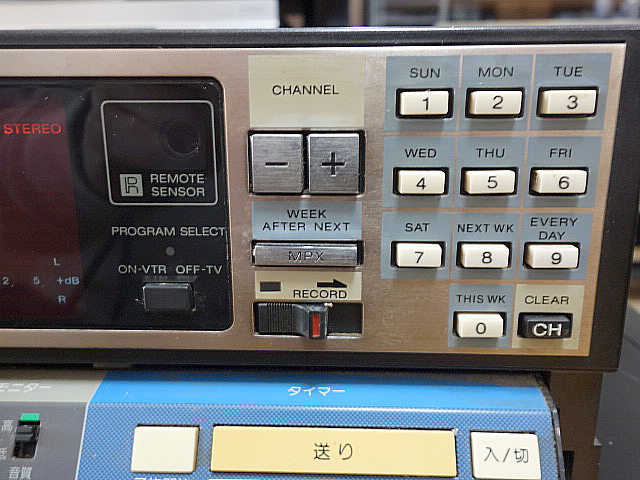 STEREO
R REMOTE
SENSOR
PROGRAM SELECT
ON-VTR OFF-TV
L
2 5 +dB
R
CHANNEL
− +
WEEK
AFTER NEXT
MPX
RECORD
SUN MON TUE
1 2 3
WED THU FRI
4 5 6
SAT NEXT WK EVERY
DAY
7 8 9
THIS WK CLEAR
0 CH
モニター
タイマー
高
低
音質
送り
入/切